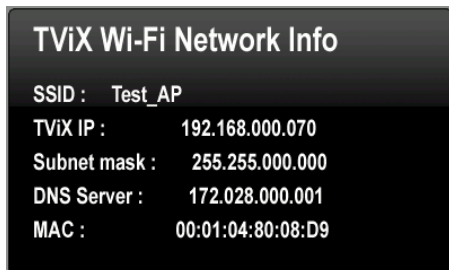 TViX Wi-Fi Network Info
SSID : Test_AP
TViX IP : 192.168.000.070
Subnet mask : 255.255.000.000
DNS Server : 172.028.000.001
MAC : 00:01:04:80:08:D9